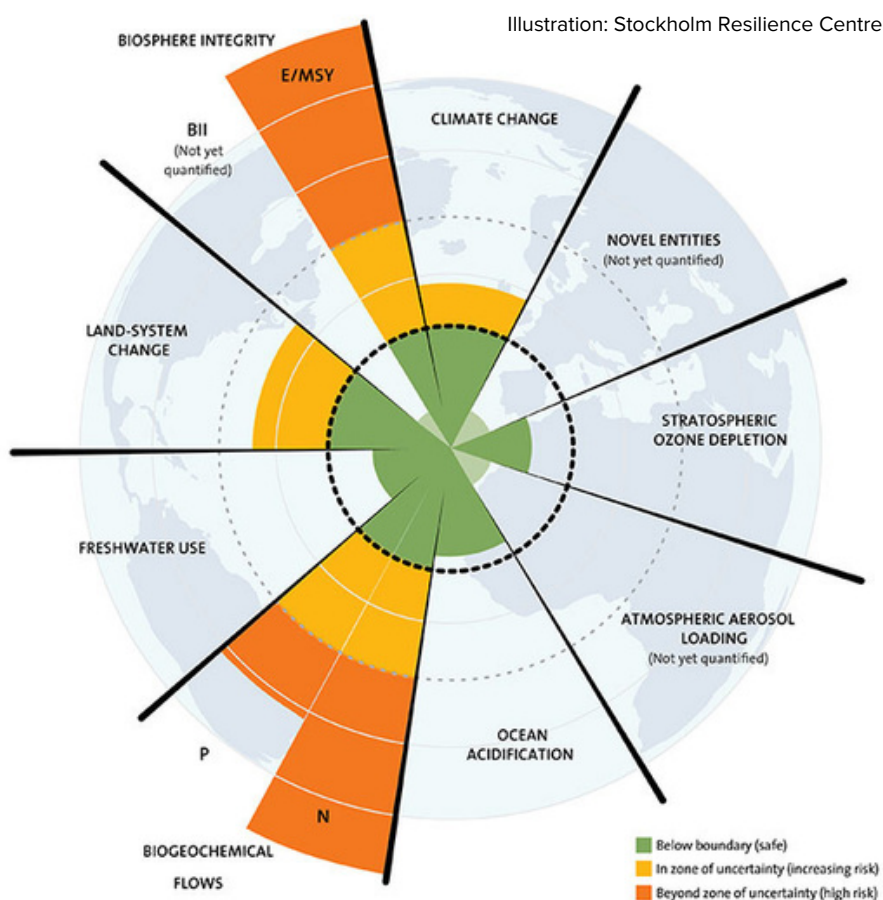 Illustration: Stockholm Resilience Centre
BIOSPHERE INTEGRITY
E/MSY
CLIMATE CHANGE
BII
(Not yet
quantified)
NOVEL ENTITIES
(Not yet quantified)
LAND-SYSTEM
CHANGE
STRATOSPHERIC
OZONE DEPLETION
FRESHWATER USE
ATMOSPHERIC AEROSOL
LOADING
(Not yet quantified)
OCEAN
ACIDIFICATION
P
N
BIOGEOCHEMICAL
FLOWS
Below boundary (safe)
In zone of uncertainty (increasing risk)
Beyond zone of uncertainty (high risk)